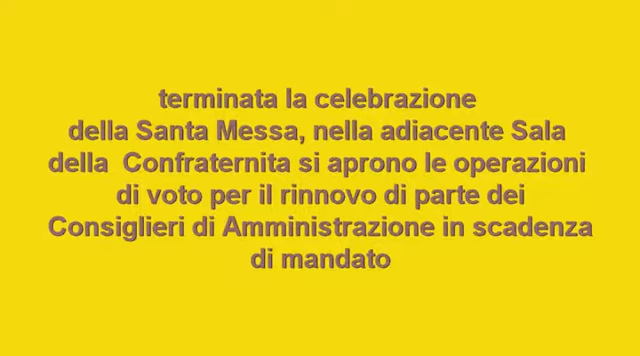 terminata la celebrazione
della Santa Messa, nella adiacente Sala
della Confraternita si aprono le operazioni
di voto per il rinnovo di parte dei
Consiglieri di Amministrazione in scadenza
di mandato